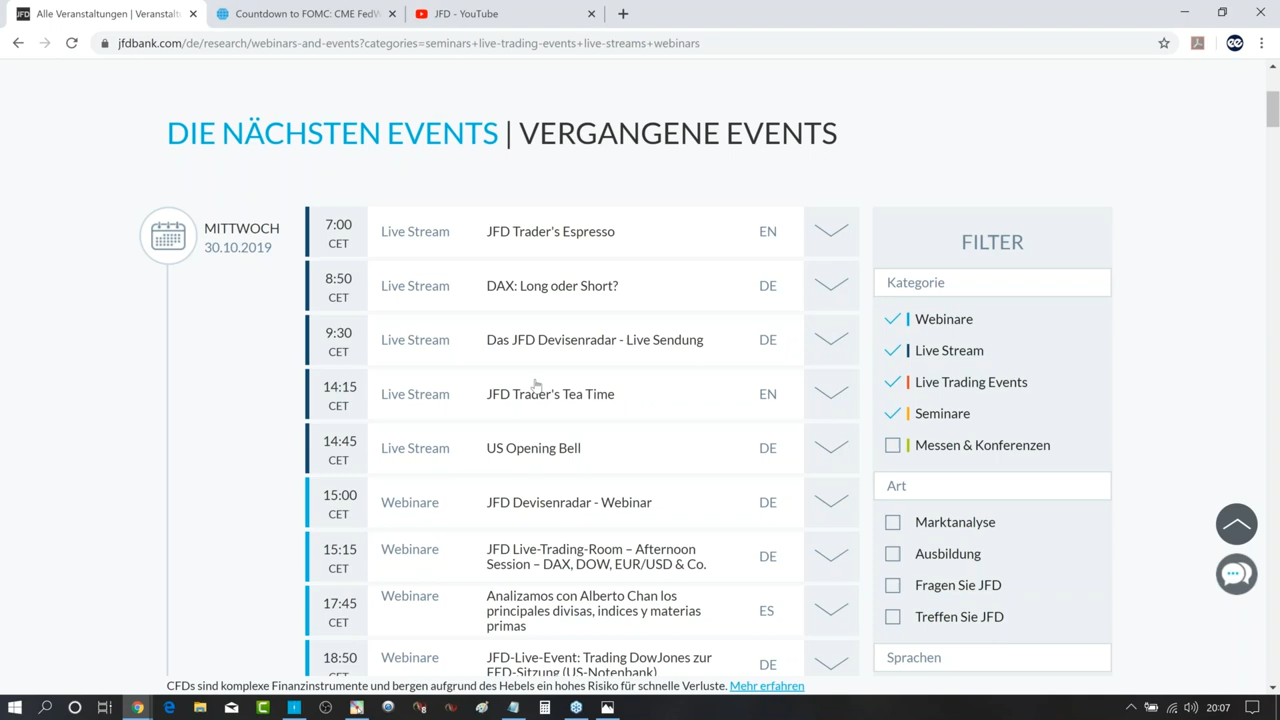 Alle Veranstaltungen | Veranstalt
Countdown to FOMC: CME FedW
JFD - YouTube
jfdbank.com/de/research/webinars-and-events?categories=seminars+live-trading-events+live-streams+webinars
DIE NÄCHSTEN EVENTS | VERGANGENE EVENTS
MITTWOCH
30.10.2019
7:00
CET
Live Stream
JFD Trader's Espresso
EN
8:50
CET
Live Stream
DAX: Long oder Short?
DE
9:30
CET
Live Stream
Das JFD Devisenradar - Live Sendung
DE
14:15
CET
Live Stream
JFD Trader's Tea Time
EN
14:45
CET
Live Stream
US Opening Bell
DE
15:00
CET
Webinare
JFD Devisenradar - Webinar
DE
15:15
CET
Webinare
JFD Live-Trading-Room – Afternoon
Session – DAX, DOW, EUR/USD & Co.
DE
17:45
CET
Webinare
Analizamos con Alberto Chan los
principales divisas, indices y materias
primas
ES
18:50
CET
Webinare
JFD-Live-Event: Trading DowJones zur
FED-Sitzung (US-Notenbank)
DE
FILTER
Kategorie
Webinare
Live Stream
Live Trading Events
Seminare
Messen & Konferenzen
Art
Marktanalyse
Ausbildung
Fragen Sie JFD
Treffen Sie JFD
Sprachen
CFDs sind komplexe Finanzinstrumente und bergen aufgrund des Hebels ein hohes Risiko für schnelle Verluste. Mehr erfahren
20:07